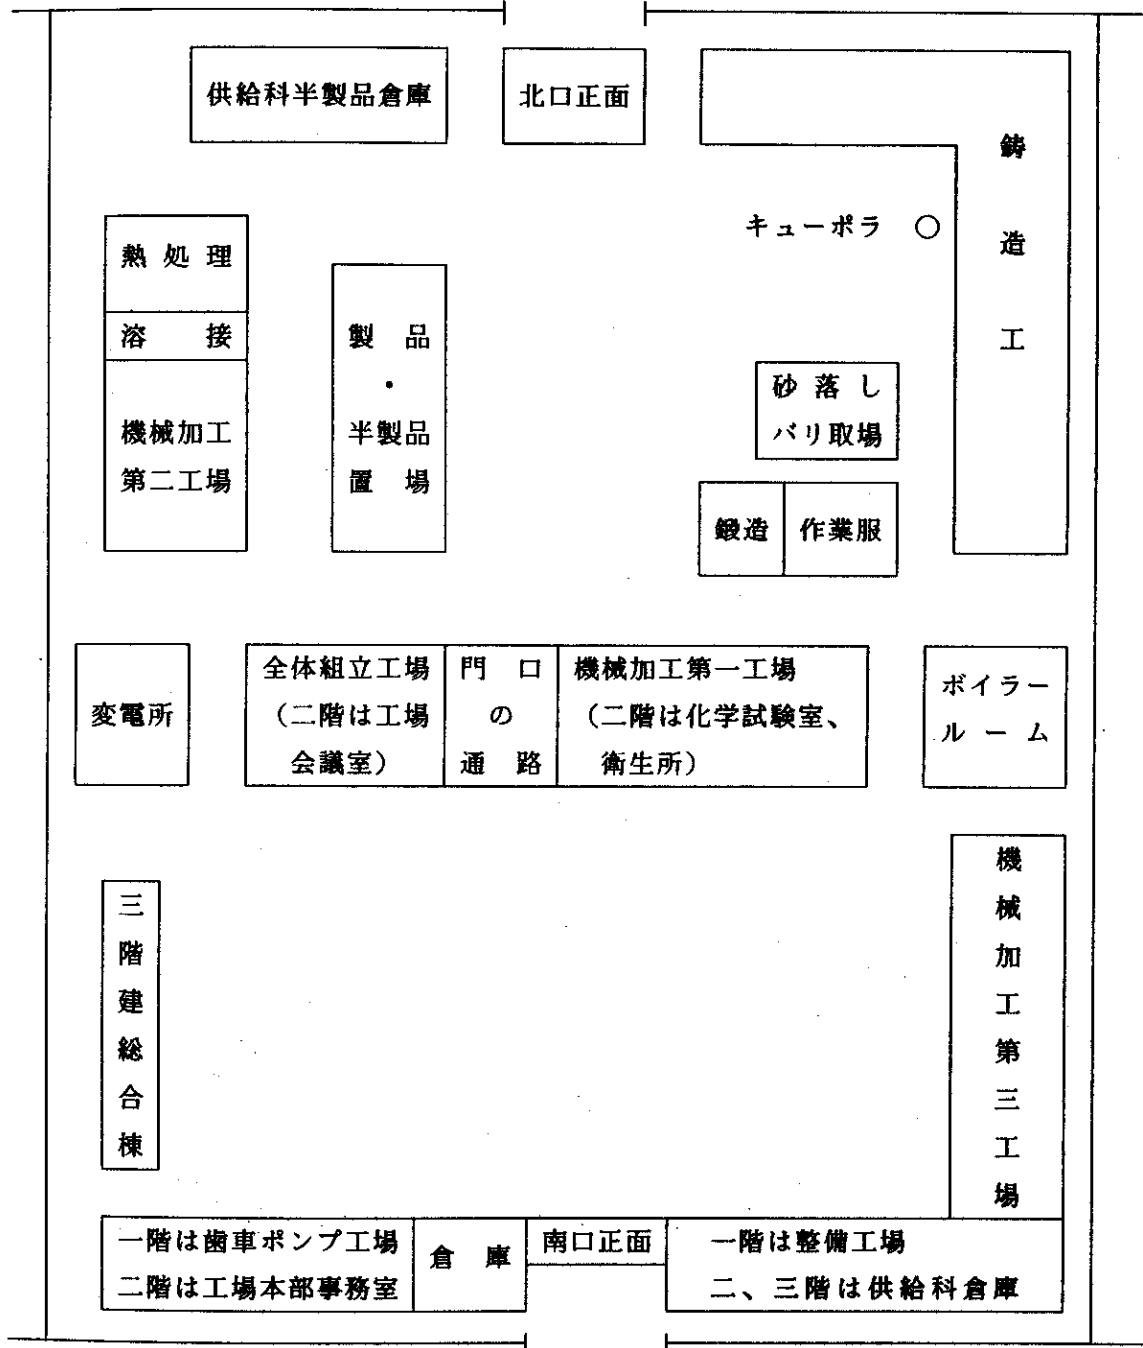 供給科半製品倉庫
北口正面
鋳造工
キューポラ
熱処理
溶接
機械加工
第二工場
製品
・
半製品
置場
砂落し
バリ取場
鍛造
作業服
変電所
全体組立工場
(二階は工場
会議室)
門口
の
通路
機械加工第一工場
(二階は化学試験室、
衛生所)
ボイラー
ルーム
三階建総合棟
機械加工第三工場
一階は歯車ポンプ工場
二階は工場本部事務室
倉庫
南口正面
一階は整備工場
二、三階は供給科倉庫